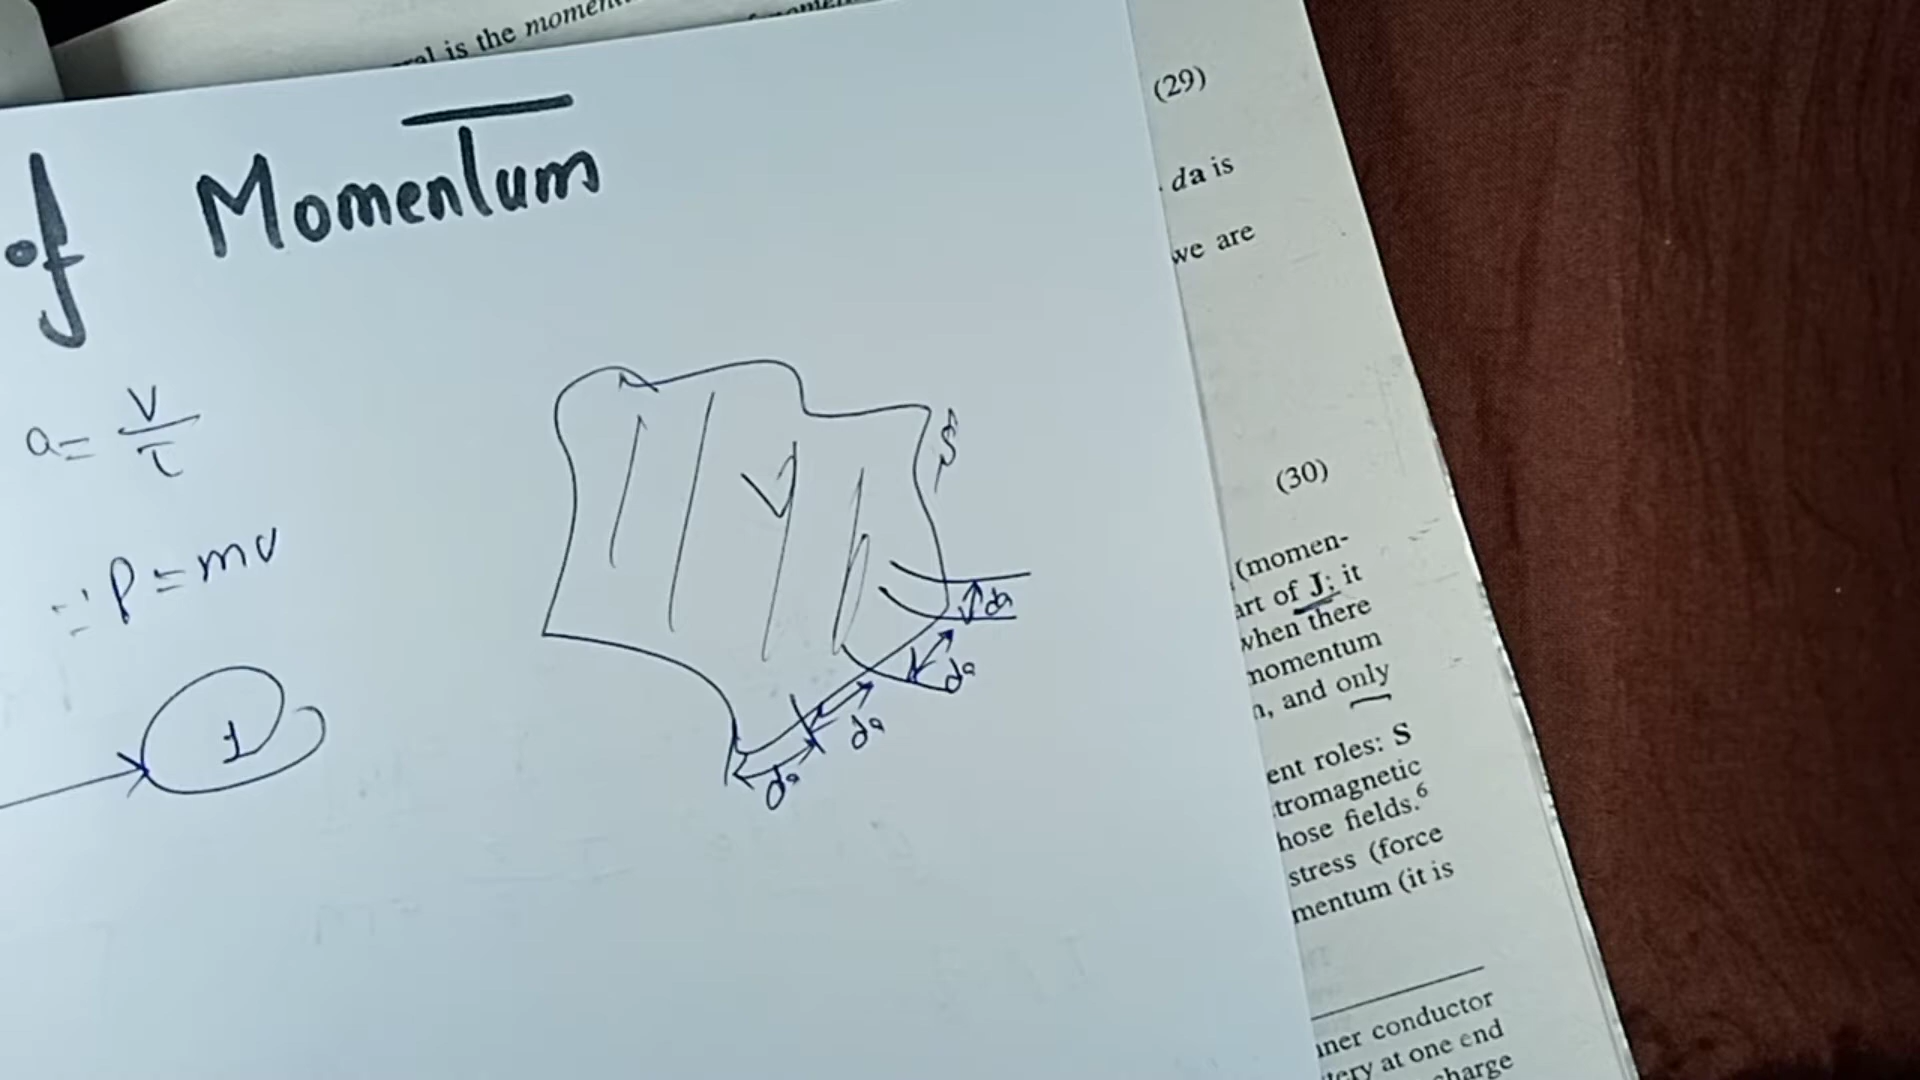 is the
(29)
da is
of Momentum
we are
a = V/τ
S
V
(30)
∴ P = mv
(momen-
art of J; it
when there
momentum
, and only
da
da
da
da
1
ent roles: S
tromagnetic
hose fields.6
stress (force
mentum (it is
nner conductor
tery at one end
charge